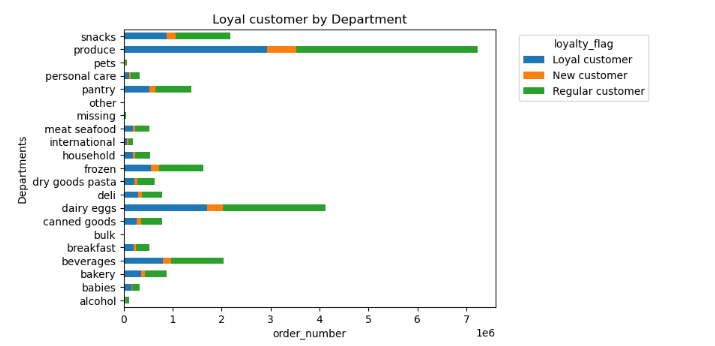 Loyal customer by Department
snacks
produce
pets
personal care
pantry
other
missing
meat seafood
international
household
frozen
dry goods pasta
deli
dairy eggs
canned goods
bulk
breakfast
beverages
bakery
babies
alcohol
Departments
0 1 2 3 4 5 6 7
1e6
order_number
loyalty_flag
Loyal customer
New customer
Regular customer